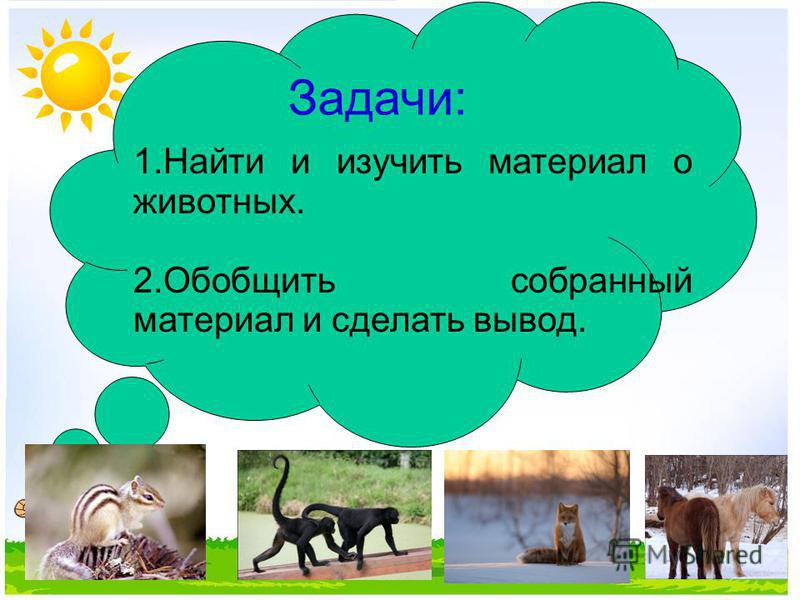 Задачи:
1.Найти и изучить материал о
животных.
2.Обобщить собранный
материал и сделать вывод.
MyShared